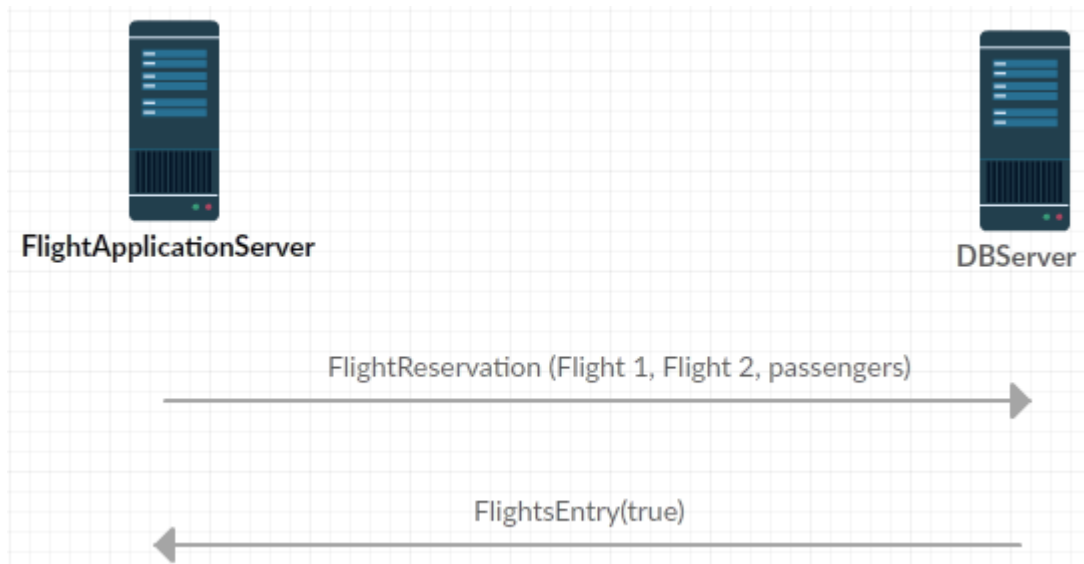 FlightApplicationServer
DBServer
FlightReservation (Flight 1, Flight 2, passengers)
FlightsEntry(true)